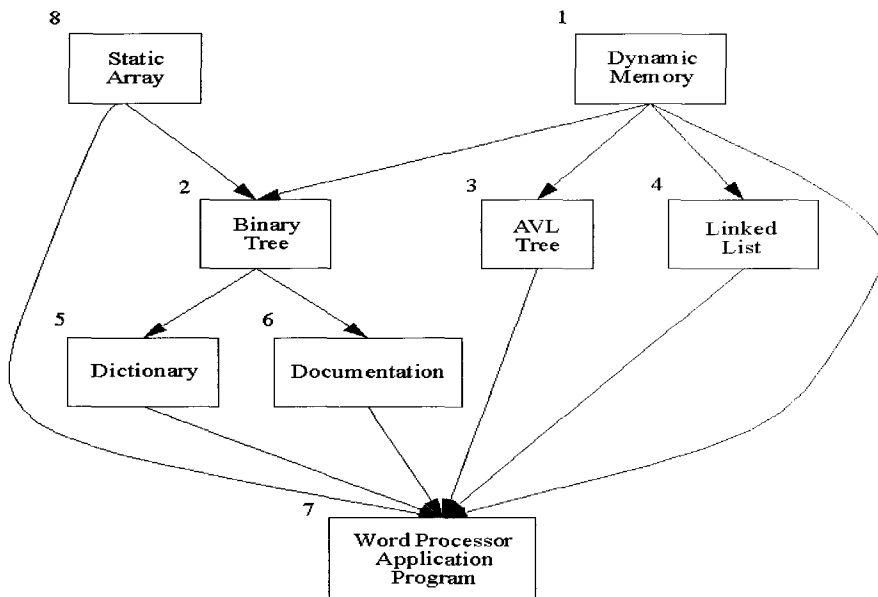 8
Static
Array
1
Dynamic
Memory
2
Binary
Tree
3
AVL
Tree
4
Linked
List
5
Dictionary
6
Documentation
7
Word Processor
Application
Program